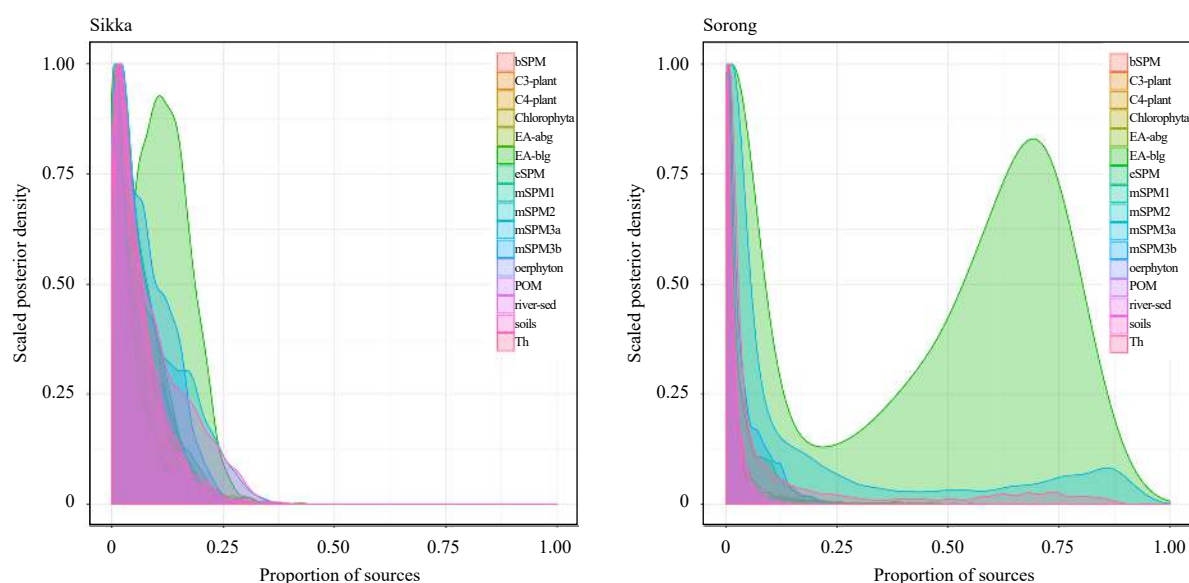 Sikka
1.00
0.75
0.50
0.25
0
Scaled posterior density
bSPM
C3-plant
C4-plant
Chlorophyta
EA-abg
EA-blg
eSPM
mSPM1
mSPM2
mSPM3a
mSPM3b
oerphyton
POM
river-sed
soils
Th
0 0.25 0.50 0.75 1.00
Proportion of sources
Sorong
1.00
0.75
0.50
0.25
0
Scaled posterior density
bSPM
C3-plant
C4-plant
Chlorophyta
EA-abg
EA-blg
eSPM
mSPM1
mSPM2
mSPM3a
mSPM3b
oerphyton
POM
river-sed
soils
Th
0 0.25 0.50 0.75 1.00
Proportion of sources